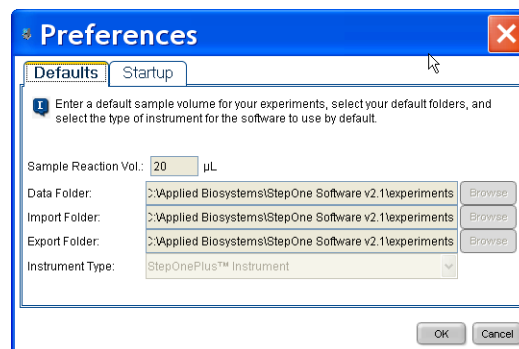 Preferences
Defaults Startup
Enter a default sample volume for your experiments, select your default folders, and
select the type of instrument for the software to use by default.
Sample Reaction Vol.: 20 µL
Data Folder: C:\Applied Biosystems\StepOne Software v2.1\experiments Browse
Import Folder: C:\Applied Biosystems\StepOne Software v2.1\experiments Browse
Export Folder: C:\Applied Biosystems\StepOne Software v2.1\experiments Browse
Instrument Type: StepOnePlus™ Instrument
OK Cancel